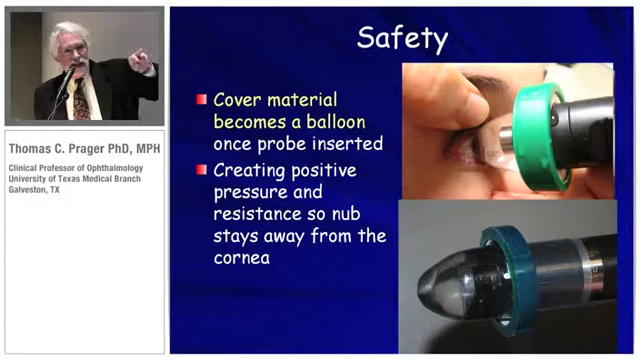 Safety
Cover material
becomes a balloon
once probe inserted
Creating positive
pressure and
resistance so nub
stays away from the
cornea
Thomas C. Prager PhD, MPH
Clinical Professor of Ophthalmology
University of Texas Medical Branch
Galveston, TX